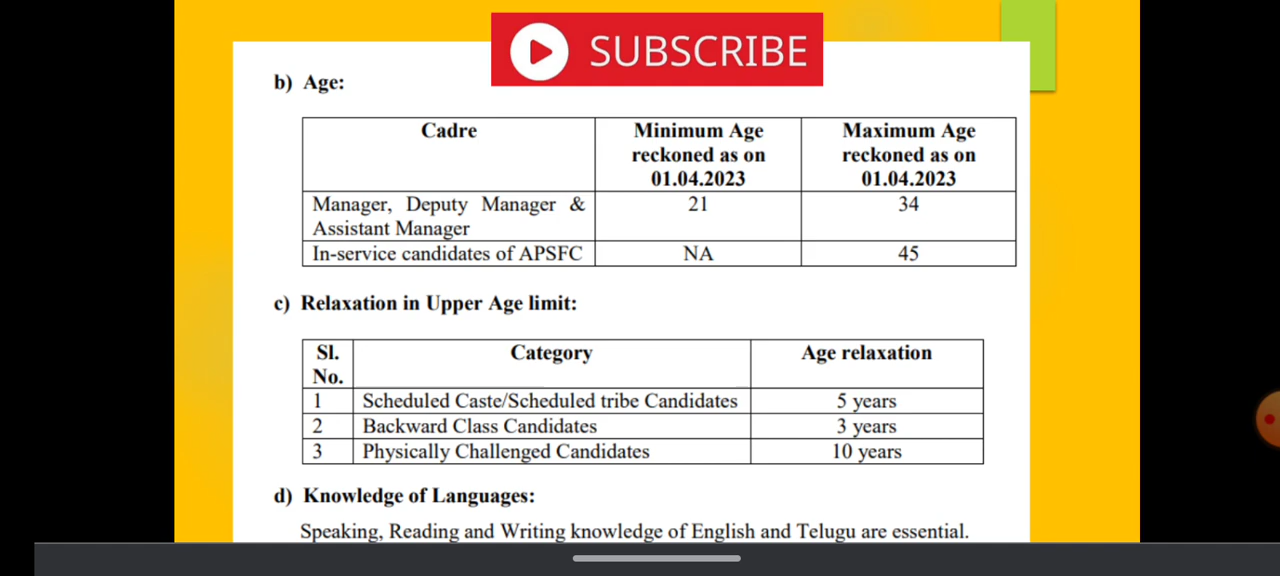 SUBSCRIBE
b) Age:
Cadre
Minimum Age
reckoned as on
01.04.2023
Maximum Age
reckoned as on
01.04.2023
Manager, Deputy Manager &
Assistant Manager
21
34
In-service candidates of APSFC
NA
45
c) Relaxation in Upper Age limit:
Sl.
No.
Category
Age relaxation
1
Scheduled Caste/Scheduled tribe Candidates
5 years
2
Backward Class Candidates
3 years
3
Physically Challenged Candidates
10 years
d) Knowledge of Languages:
Speaking, Reading and Writing knowledge of English and Telugu are essential.